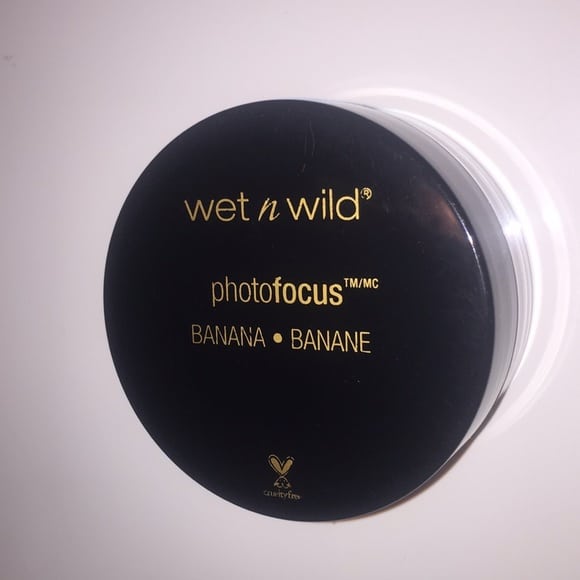 wet n wild®
photofocus™/MC
BANANA • BANANE
crueltyfree